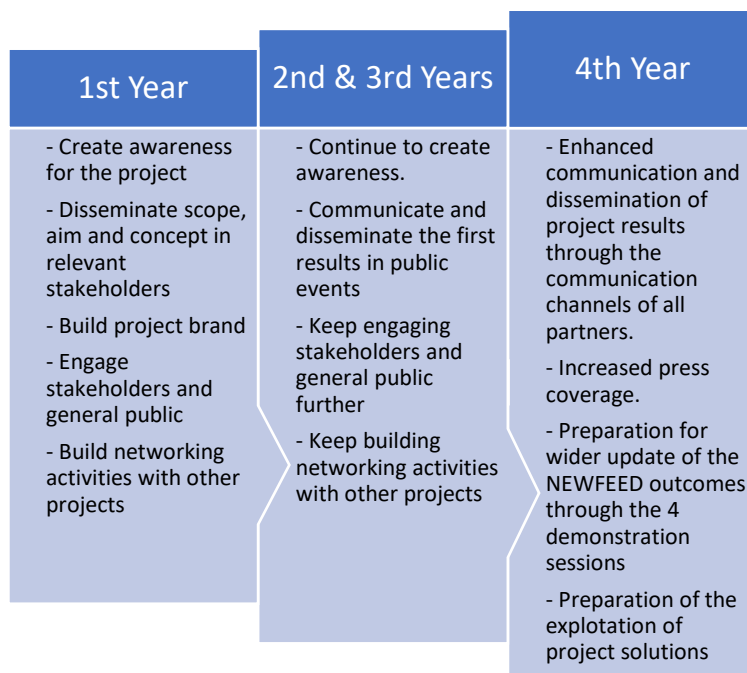 1st Year
- Create awareness
for the project
- Disseminate scope,
aim and concept in
relevant
stakeholders
- Build project brand
- Engage
stakeholders and
general public
- Build networking
activities with other
projects
2nd & 3rd Years
- Continue to create
awareness.
- Communicate and
disseminate the first
results in public
events
- Keep engaging
stakeholders and
general public
further
- Keep building
networking activities
with other projects
4th Year
- Enhanced
communication and
dissemination of
project results
through the
communication
channels of all
partners.
- Increased press
coverage.
- Preparation for
wider update of the
NEWFEED outcomes
through the 4
demonstration
sessions
- Preparation of the
explotation of
project solutions